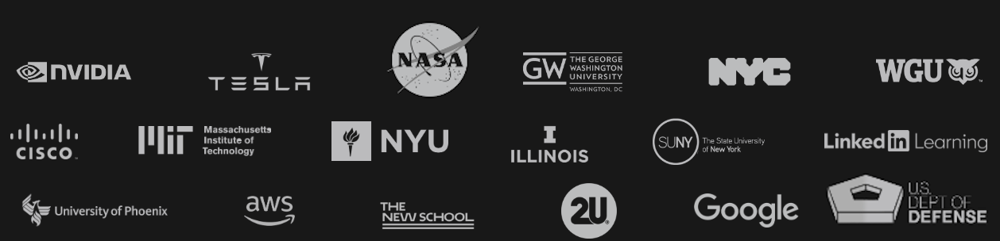 NVIDIA
TESLA
NASA
GW
THE GEORGE
WASHINGTON
UNIVERSITY
WASHINGTON, DC
NYC
WGU
CISCO
MIT
Massachusetts
Institute of
Technology
NYU
I
ILLINOIS
SUNY
The State University
of New York
Linked in Learning
University of Phoenix
aws
THE
NEW SCHOOL
2U
Google
U.S.
DEPT OF
DEFENSE